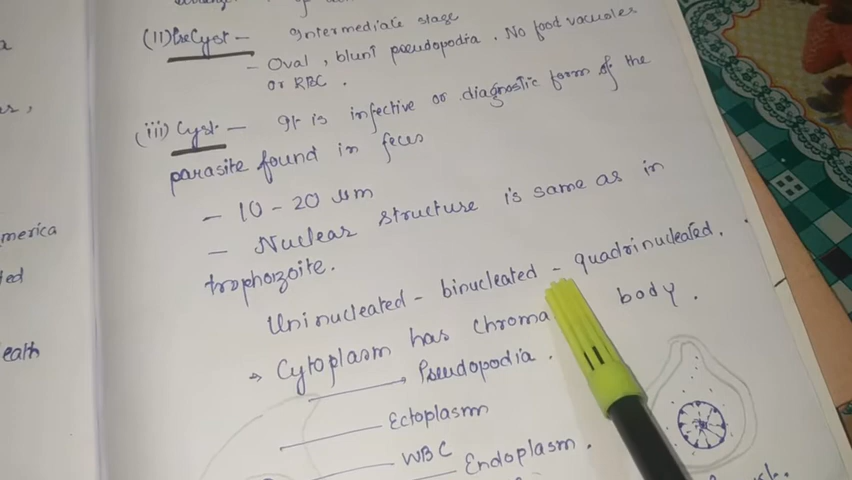 (ii) PreCyst - Intermediate stage
- Oval, blunt pseudopodia. No food vacuoles
or RBC.
(iii) Cyst - It is infective or diagnostic form of the
parasite found in feces
- 10-20 um
- Nuclear structure is same as in
trophozoite.
Uninucleated - binucleated - quadrinucleated.
→ Cytoplasm has chroma body.
Pseudopodia.
Ectoplasm
WBC
Endoplasm.
merica